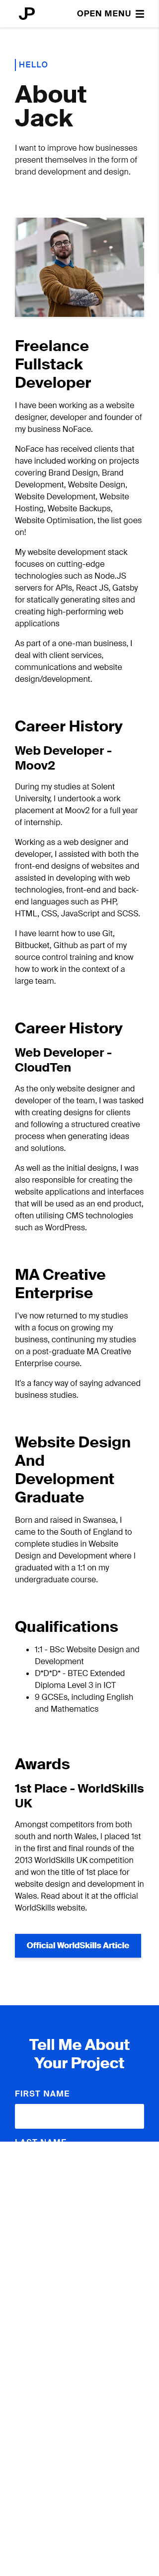 JP
OPEN MENU
HELLO
About
Jack
I want to improve how businesses
present themselves in the form of
brand development and design.
Freelance
Fullstack
Developer
I have been working as a website
designer, developer and founder of
my business NoFace.
NoFace has received clients that
have included working on projects
covering Brand Design, Brand
Development, Website Design,
Website Development, Website
Hosting, Website Backups,
Website Optimisation, the list goes
on!
My website development stack
focuses on cutting-edge
technologies such as Node.JS
servers for APIs, React JS, Gatsby
for statically generating sites and
creating high-performing web
applications
As part of a one-man business, I
deal with client services,
communications and website
design/development.
Career History
Web Developer -
Moov2
During my studies at Solent
University, I undertook a work
placement at Moov2 for a full year
of internship.
Working as a web designer and
developer, I assisted with both the
front-end designs of websites and
assisted in developing with web
technologies, front-end and back-
end languages such as PHP,
HTML, CSS, JavaScript and SCSS.
I have learnt how to use Git,
Bitbucket, Github as part of my
source control training and know
how to work in the context of a
large team.
Career History
Web Developer -
CloudTen
As the only website designer and
developer of the team, I was tasked
with creating designs for clients
and following a structured creative
process when generating ideas
and solutions.
As well as the initial designs, I was
also responsible for creating the
website applications and interfaces
that will be used as an end product,
often utilising CMS technologies
such as WordPress.
MA Creative
Enterprise
I've now returned to my studies
with a focus on growing my
business, continuning my studies
on a post-graduate MA Creative
Enterprise course.
It's a fancy way of saying advanced
business studies.
Website Design
And
Development
Graduate
Born and raised in Swansea, I
came to the South of England to
complete studies in Website
Design and Development where I
graduated with a 1:1 on my
undergraduate course.
Qualifications
1:1 - BSc Website Design and
Development
D*D*D* - BTEC Extended
Diploma Level 3 in ICT
9 GCSEs, including English
and Mathematics
Awards
1st Place - WorldSkills
UK
Amongst competitors from both
south and north Wales, I placed 1st
in the first and final rounds of the
2013 WorldSkills UK competition
and won the title of 1st place for
website design and development in
Wales. Read about it at the official
WorldSkills website.
Official WorldSkills Article
Tell Me About
Your Project
FIRST NAME
LAST NAME